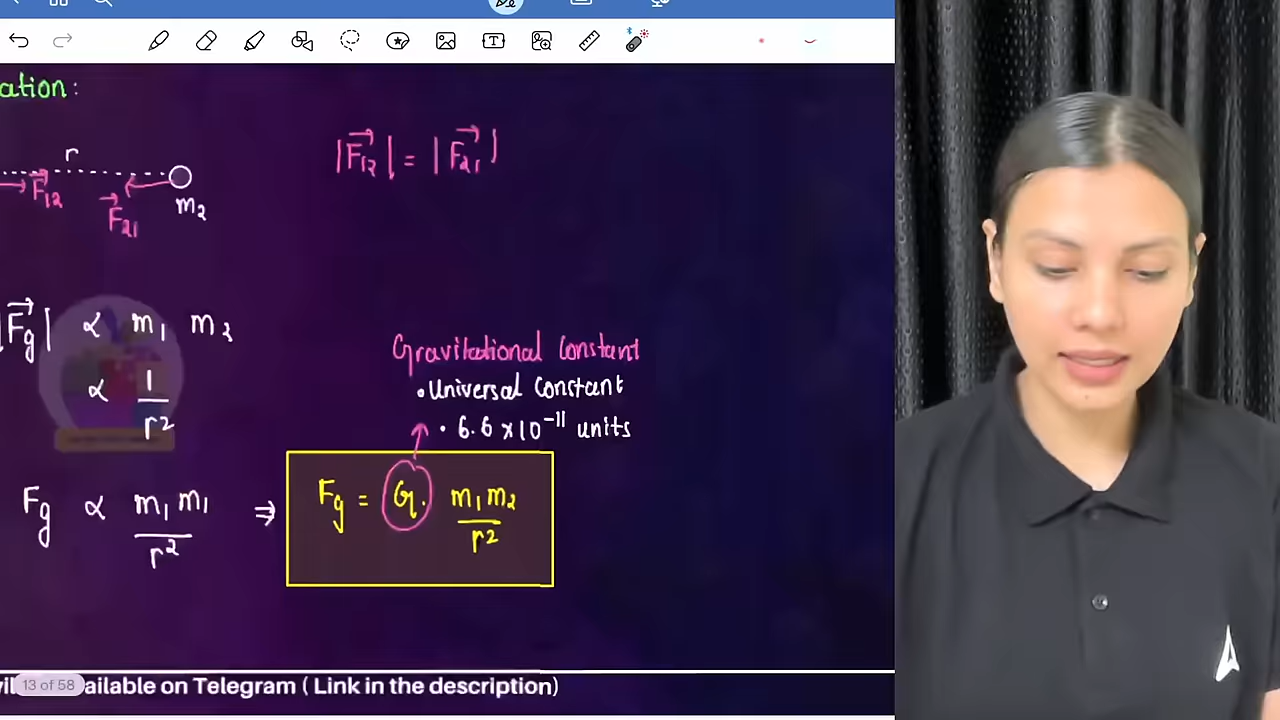 ation:
r
F12
F21
m2
|F12| = |F21|
|Fg| ∝ m1 m2
∝ 1/r²
Gravitational Constant
• Universal Constant
• 6.6 × 10⁻¹¹ units
Fg ∝ m1 m1/r² ⇒ Fg = G. m1 m2/r²
13 of 58
ailable on Telegram ( Link in the description)